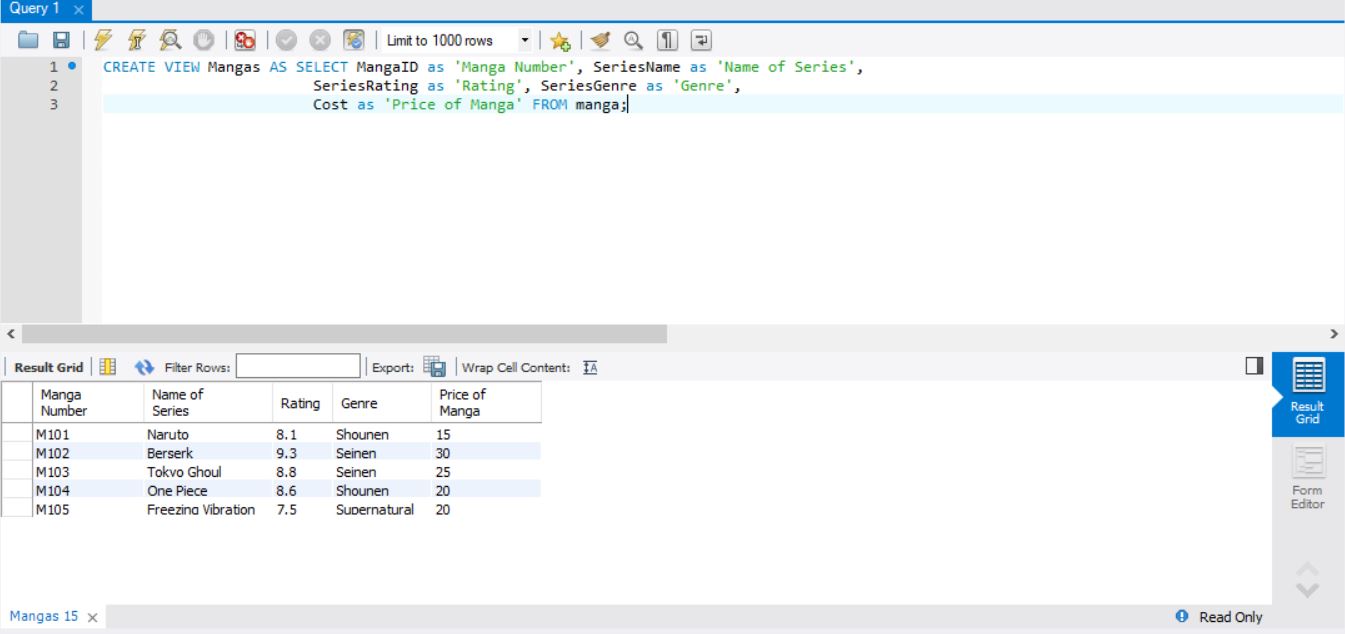 Query 1
Limit to 1000 rows
1 CREATE VIEW Mangas AS SELECT MangaID as 'Manga Number', SeriesName as 'Name of Series',
2 SeriesRating as 'Rating', SeriesGenre as 'Genre',
3 Cost as 'Price of Manga' FROM manga;
Result Grid Filter Rows: Export: Wrap Cell Content: IA
Manga Number Name of Series Rating Genre Price of Manga
M101 Naruto 8.1 Shounen 15
M102 Berserk 9.3 Seinen 30
M103 Tokyo Ghoul 8.8 Seinen 25
M104 One Piece 8.6 Shounen 20
M105 Freezing Vibration 7.5 Supernatural 20
Result
Grid
Form
Editor
Mangas 15
Read Only